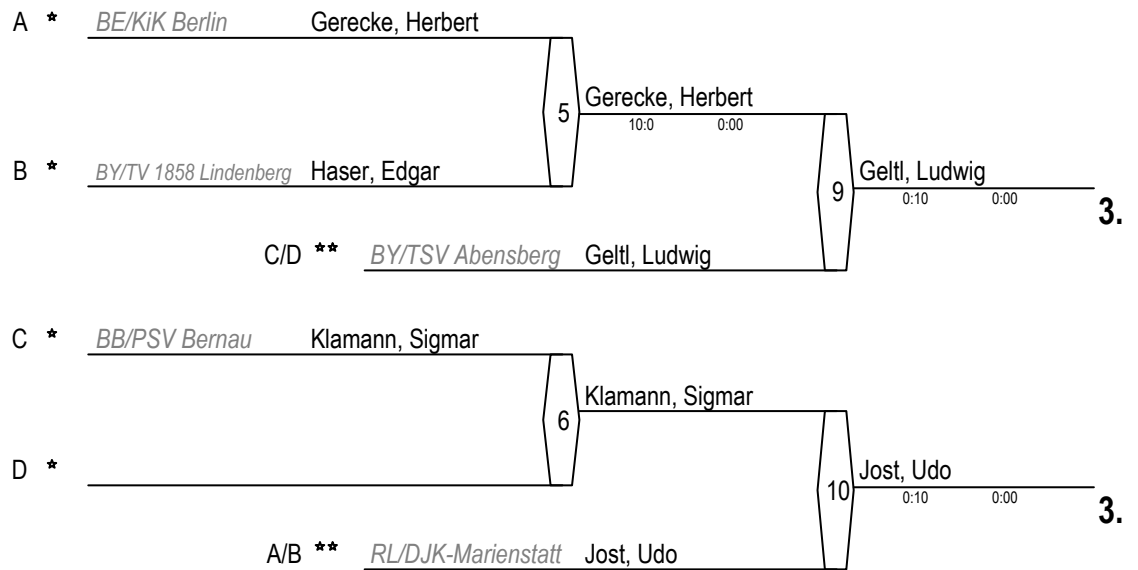 A * BE/KiK Berlin Gerecke, Herbert
5 Gerecke, Herbert
10:0 0:00
B * BY/TV 1858 Lindenberg Haser, Edgar
9 Geltl, Ludwig
0:10 0:00
3.
C/D ** BY/TSV Abensberg Geltl, Ludwig
C * BB/PSV Bernau Klamann, Sigmar
6 Klamann, Sigmar
D *
10 Jost, Udo
0:10 0:00
3.
A/B ** RL/DJK-Marienstatt Jost, Udo